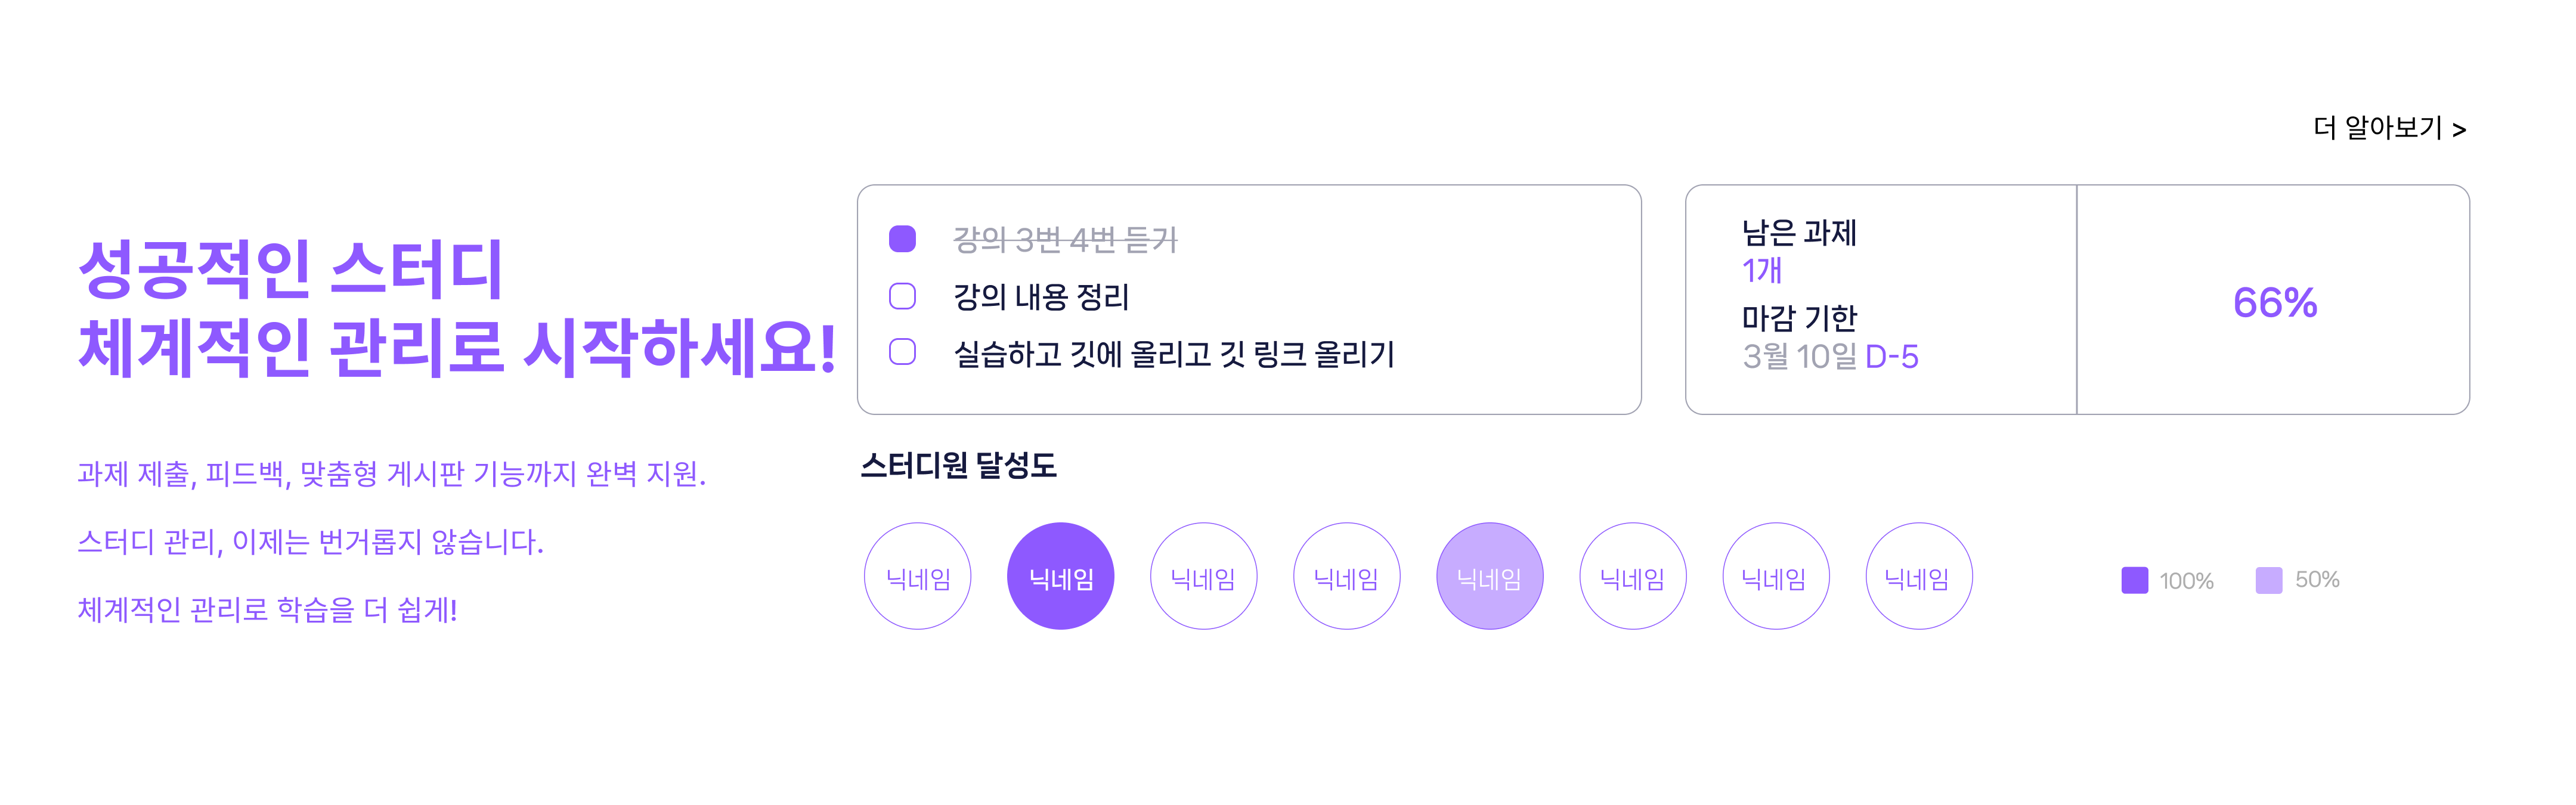 더 알아보기 >
성공적인 스터디
체계적인 관리로 시작하세요!
과제 제출, 피드백, 맞춤형 게시판 기능까지 완벽 지원.
스터디 관리, 이제는 번거롭지 않습니다.
체계적인 관리로 학습을 더 쉽게!
강의 3번 4번 듣기
강의 내용 정리
실습하고 깃에 올리고 깃 링크 올리기
남은 과제
1개
마감 기한
3월 10일 D-5
66%
스터디원 달성도
닉네임 닉네임 닉네임 닉네임 닉네임 닉네임 닉네임 닉네임
100% 50%